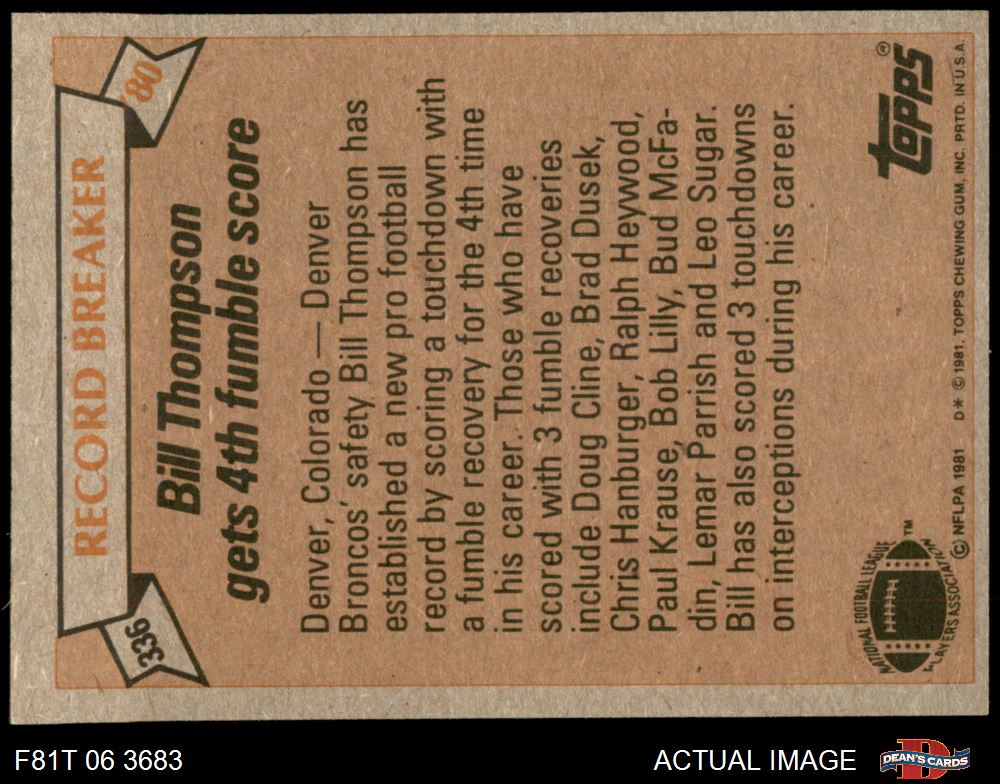 336
RECORD BREAKER
'80
Bill Thompson
gets 4th fumble score
Denver, Colorado—Denver
Broncos' safety Bill Thompson has
established a new pro football
record by scoring a touchdown with
a fumble recovery for the 4th time
in his career. Those who have
scored with 3 fumble recoveries
include Doug Cline, Brad Dusek,
Chris Hanburger, Ralph Heywood,
Paul Krause, Bob Lilly, Bud McFa-
din, Lemar Parrish and Leo Sugar.
Bill has also scored 3 touchdowns
on interceptions during his career.
NATIONAL FOOTBALL LEAGUE
PLAYERS ASSOCIATION
™
topps®
© NFLPA 1981 D* © 1981, TOPPS CHEWING GUM, INC. PRTD. IN U.S.A.
F81T 06 3683
ACTUAL IMAGE
DEAN'S CARDS